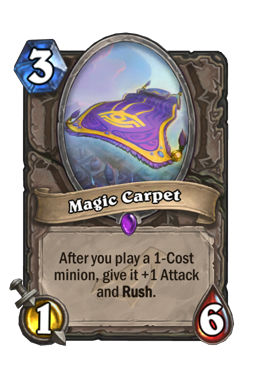 3
Magic Carpet
After you play a 1-Cost
minion, give it +1 Attack
and Rush.
1
6